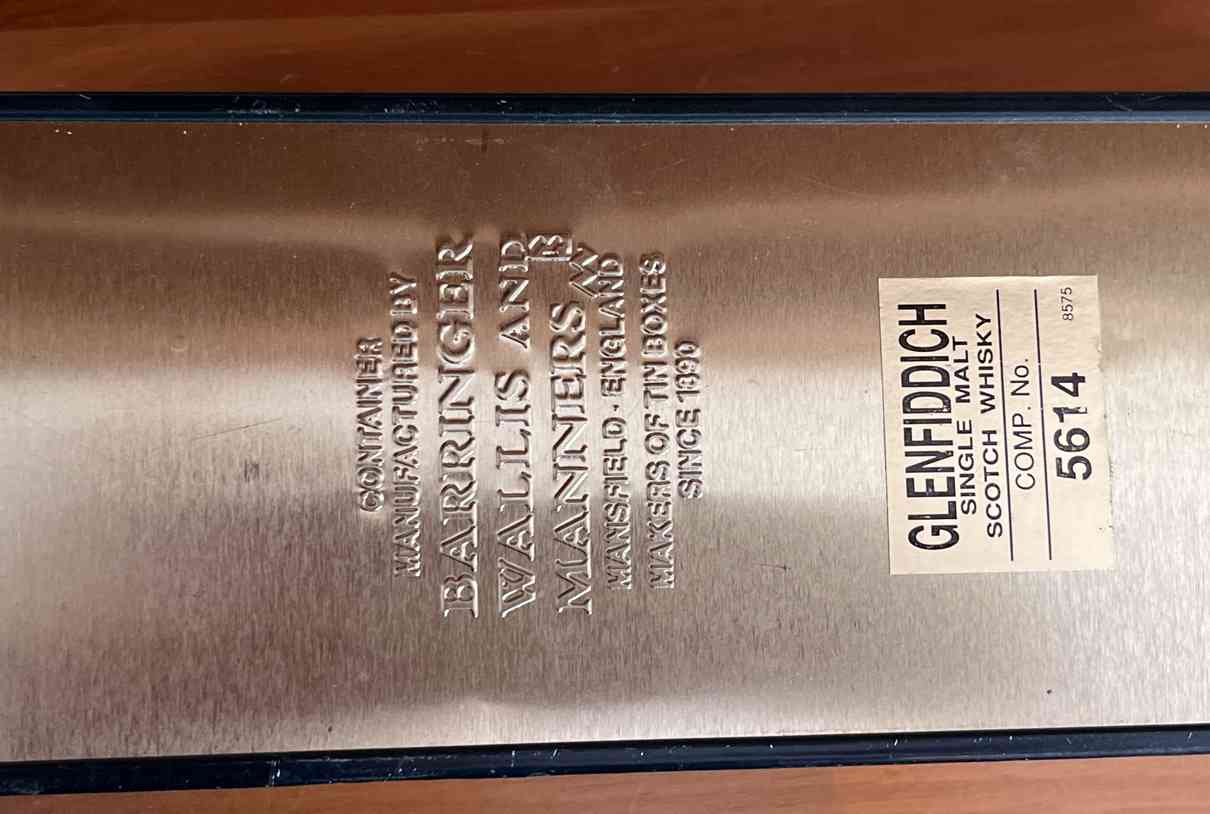 CONTAINER
MANUFACTURED BY
BARRINGER
WALLIS AND
MANNERS
B
W
M
MANSFIELD · ENGLAND
MAKERS OF TIN BOXES
SINCE 1890
GLENFIDDICH
SINGLE MALT
SCOTCH WHISKY
COMP. No.
5614
8575